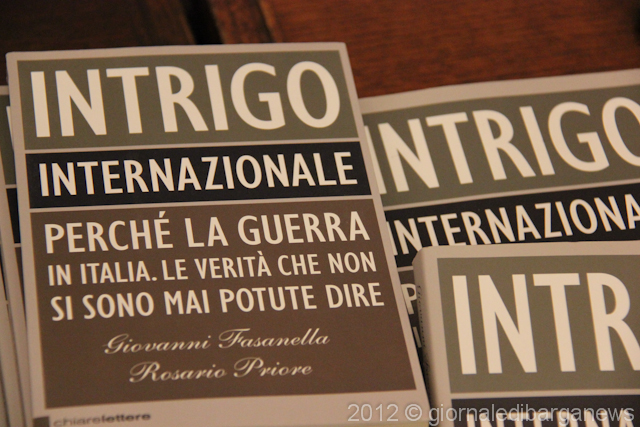 INTRIGO
INTERNAZIONALE
PERCHÉ LA GUERRA
IN ITALIA. LE VERITÀ CHE NON
SI SONO MAI POTUTE DIRE
Giovanni Fasanella
Rosario Priore
chiarelettere
INTRIGO
INTERNAZIONA
P
INTR
INTERNA
2012 © giornaledibarganews